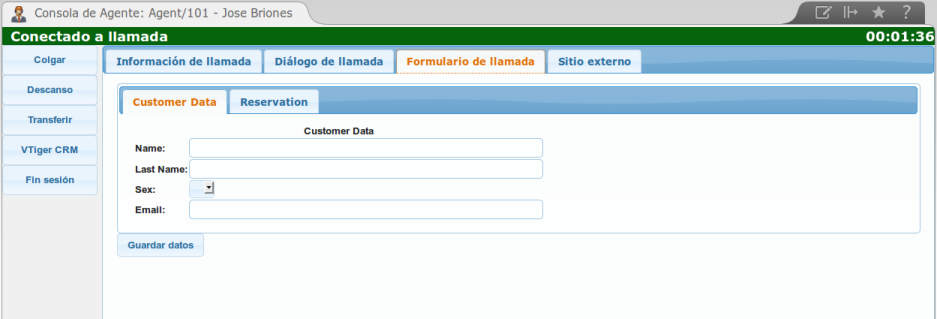 Consola de Agente: Agent/101 - Jose Briones
?
Conectado a llamada 00:01:36
Colgar
Descanso
Transferir
VTiger CRM
Fin sesión
Información de llamada Diálogo de llamada Formulario de llamada Sitio externo
Customer Data Reservation
Customer Data
Name:
Last Name:
Sex:
Email:
Guardar datos